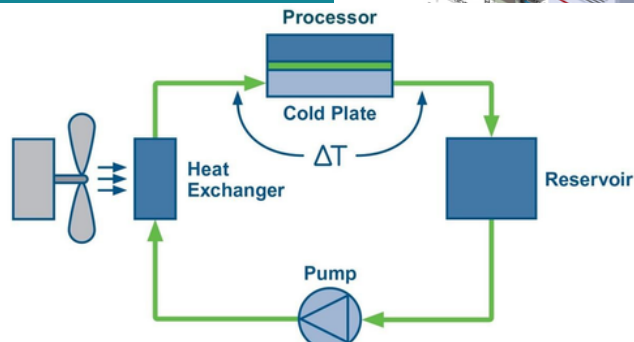 Processor
Cold Plate
ΔT
Heat
Exchanger
Reservoir
Pump